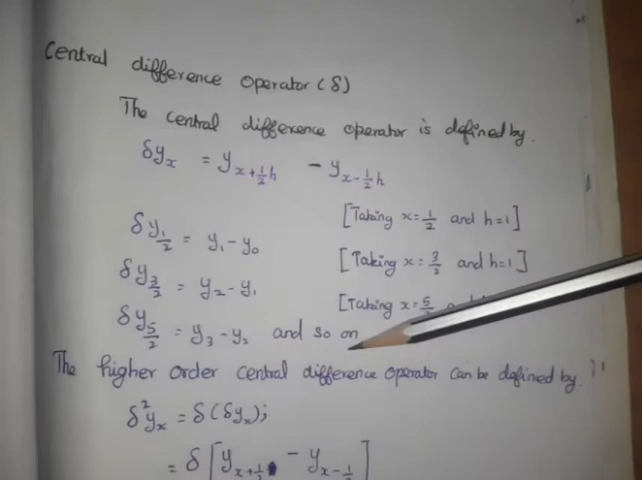 Central difference operator (δ)
The central difference operator is defined by.
δy_x = y_{x+1/2 h} - y_{x-1/2 h}
δy_{1/2} = y_1 - y_0 [Taking x=1/2 and h=1]
δy_{3/2} = y_2 - y_1 [Taking x=3/2 and h=1]
δy_{5/2} = y_3 - y_2 and so on [Taking x=5/2
The higher order central difference operator can be defined by.
δ²y_x = δ(δy_x);
= δ[y_{x+1/2} - y_{x-1/2}]